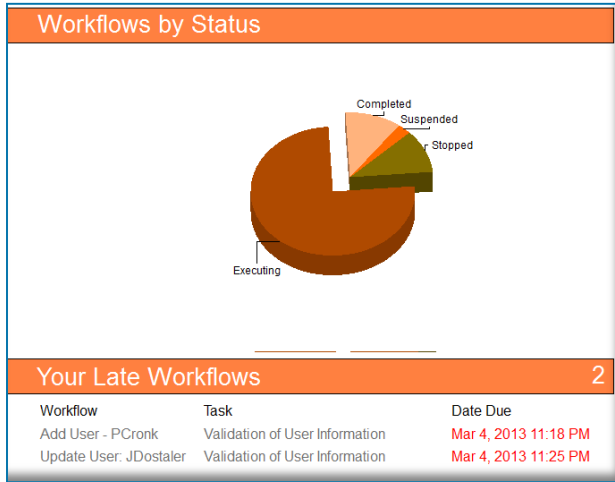 Workflows by Status
Completed
Suspended
Stopped
Executing
Your Late Workflows 2
Workflow Task Date Due
Add User - PCronk Validation of User Information Mar 4, 2013 11:18 PM
Update User: JDostaler Validation of User Information Mar 4, 2013 11:25 PM